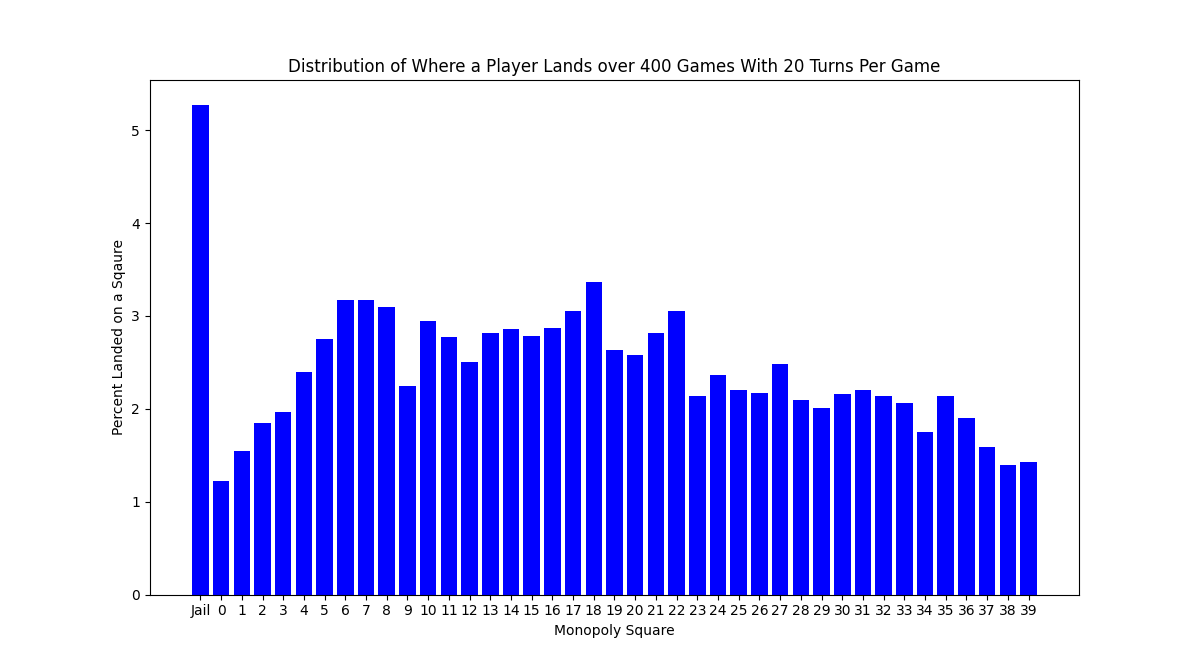 Distribution of Where a Player Lands over 400 Games With 20 Turns Per Game
Percent Landed on a Sqaure
5
4
3
2
1
0
Jail 0 1 2 3 4 5 6 7 8 9 10 11 12 13 14 15 16 17 18 19 20 21 22 23 24 25 26 27 28 29 30 31 32 33 34 35 36 37 38 39
Monopoly Square